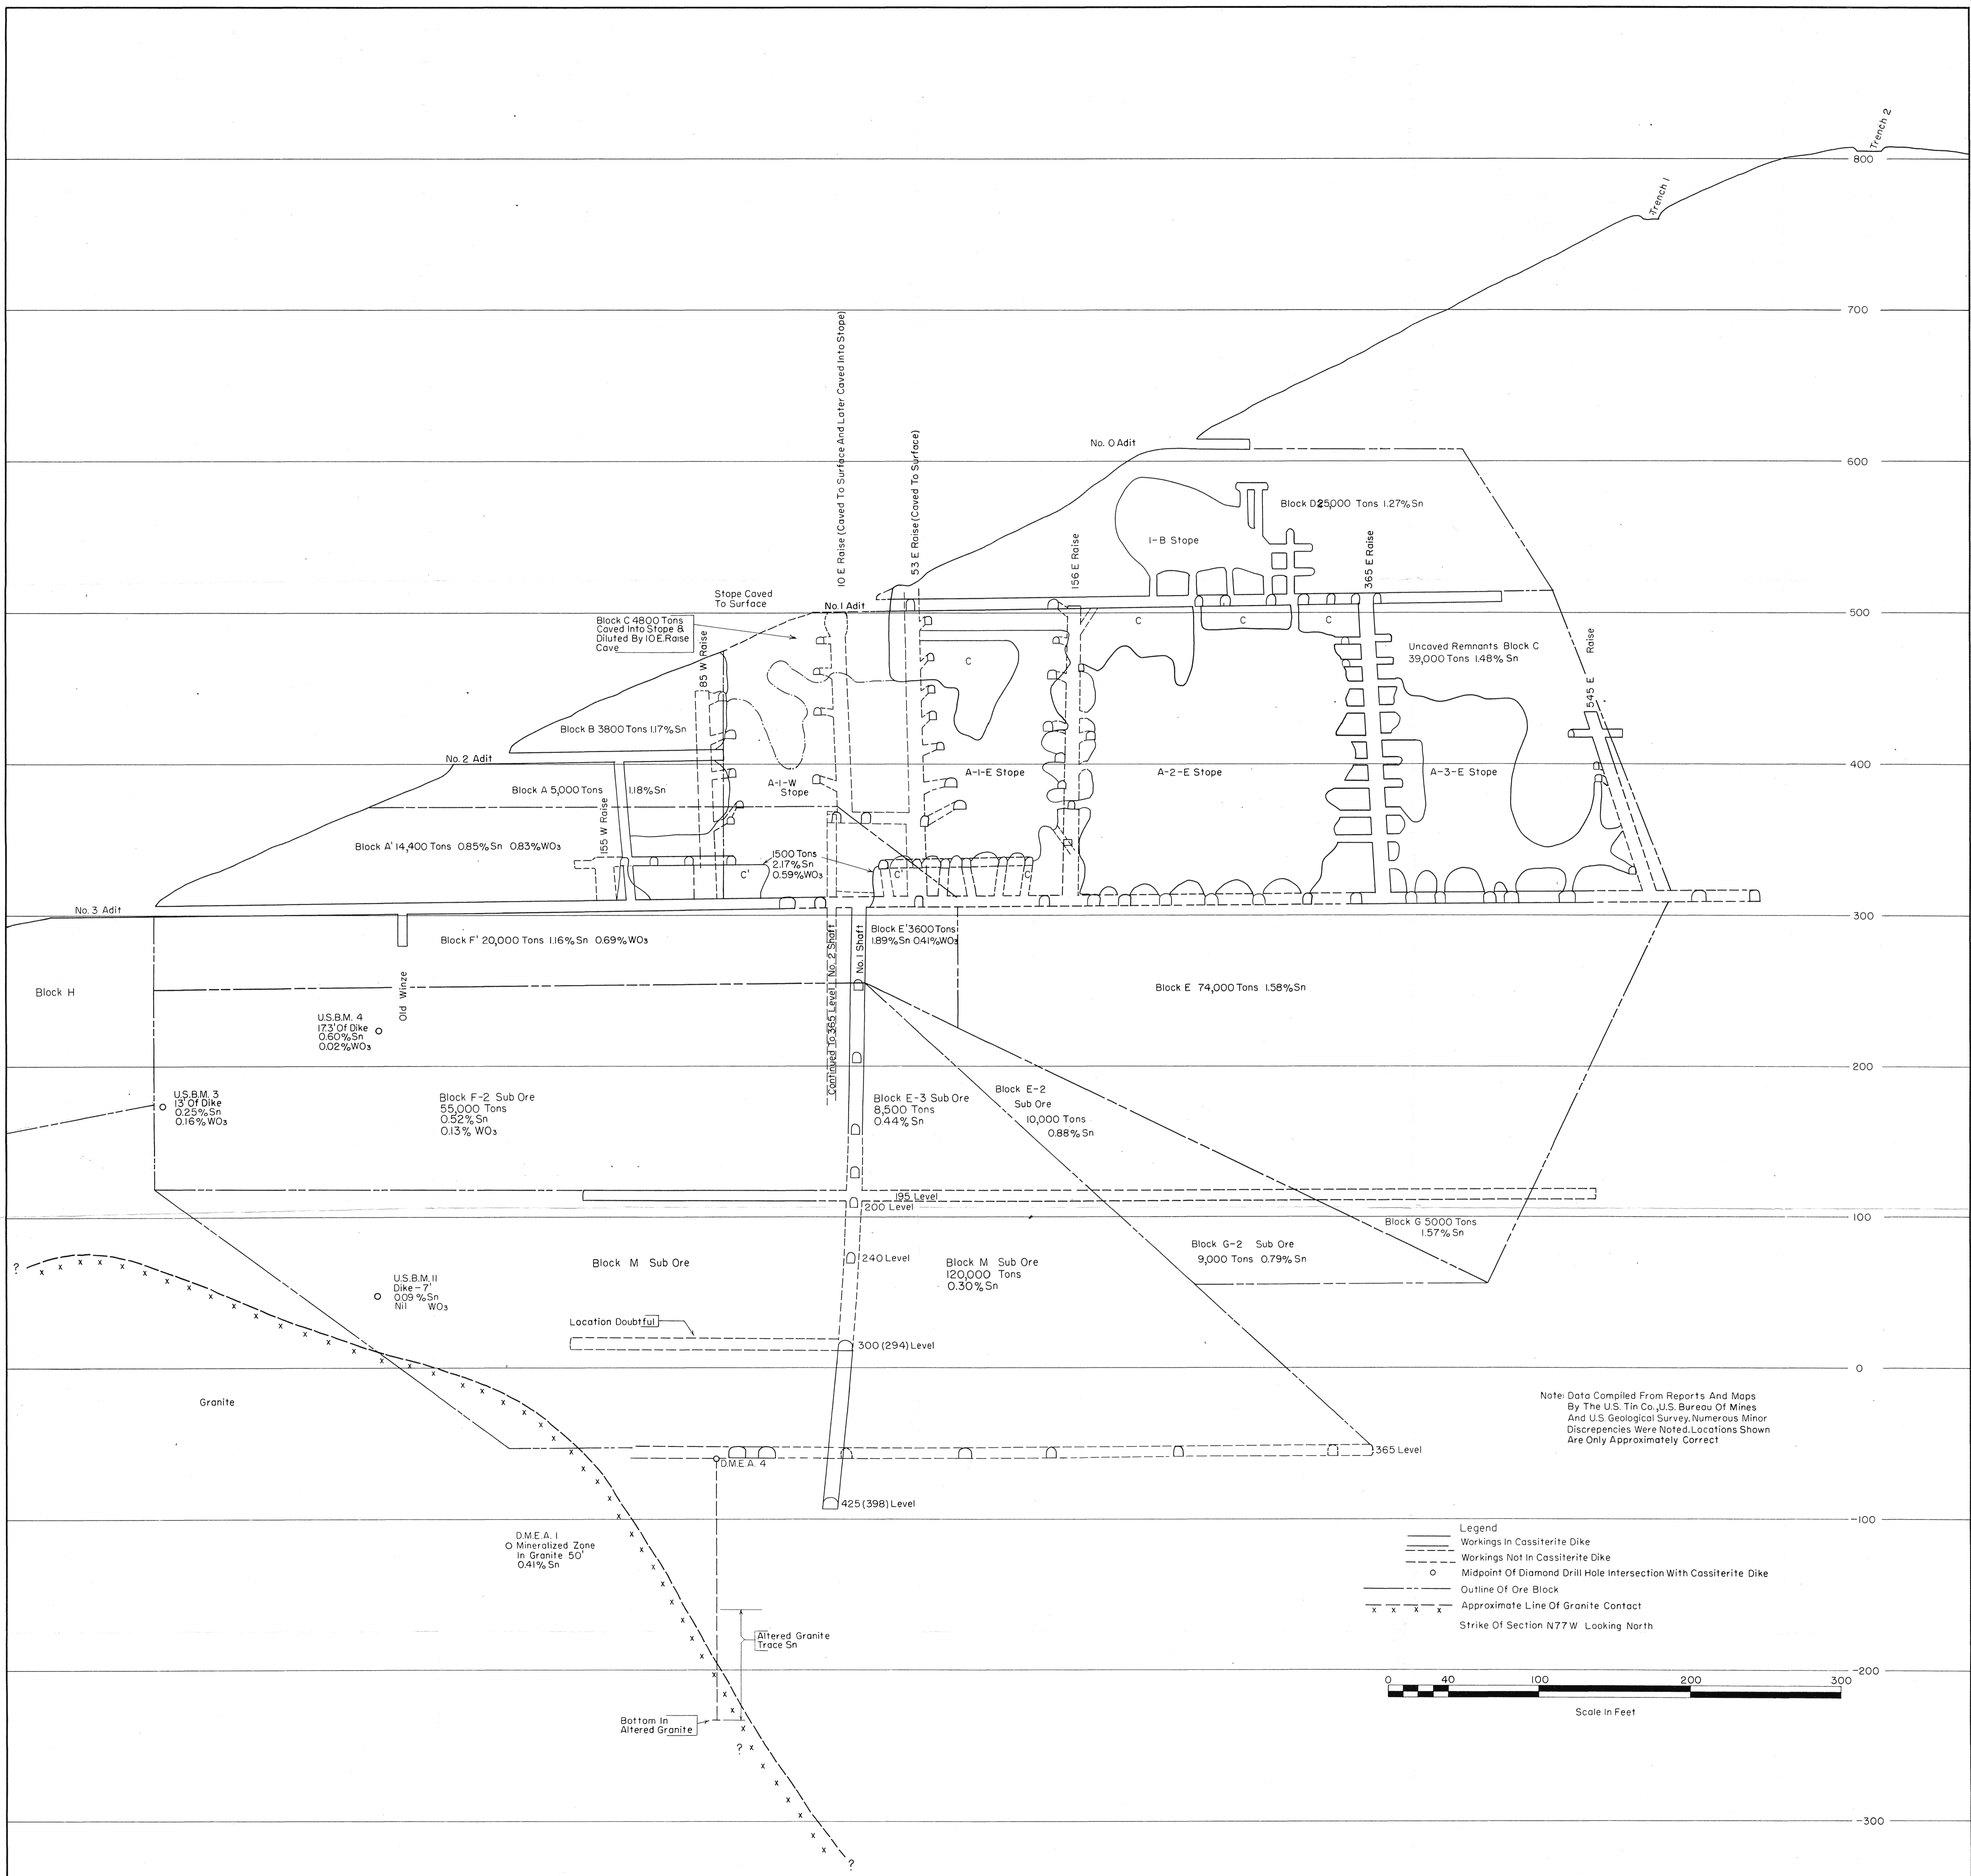 Trench 2
800
Trench 1
700
10 E Raise (Caved To Surface And Later Caved Into Stope)
53 E Raise (Caved To Surface)
No. 0 Adit
600
Block D 25,000 Tons 1.27% Sn
1-B Stope
156 E Raise
365 E Raise
Stope Caved
To Surface
No. 1 Adit
500
Block C 4800 Tons
Caved Into Stope &
Diluted By 10 E. Raise
Cave
C
C
C
C
85 W Raise
545 E Raise
Uncaved Remnants Block C
39,000 Tons 1.48% Sn
Block B 3800 Tons 1.17% Sn
No. 2 Adit
400
A-1-W
Stope
A-1-E Stope
A-2-E Stope
A-3-E Stope
Block A 5,000 Tons 1.18% Sn
155 W Raise
Block A' 14,400 Tons 0.85% Sn 0.83% WO₃
1500 Tons
2.17% Sn
0.59% WO₃
C'
C'
C
No. 3 Adit
300
Block F' 20,000 Tons 1.16% Sn 0.69% WO₃
Block E' 3600 Tons
1.89% Sn 0.41% WO₃
Continued To 365 Level No. 2 Shaft
No. 1 Shaft
Block H
Old Winze
Block E 74,000 Tons 1.58% Sn
U.S.B.M. 4
17.3' Of Dike
0.60% Sn
0.02% WO₃
200
U.S.B.M. 3
13' Of Dike
0.25% Sn
0.16% WO₃
Block F-2 Sub Ore
55,000 Tons
0.52% Sn
0.13% WO₃
Block E-3 Sub Ore
8,500 Tons
0.44% Sn
Block E-2
Sub Ore
10,000 Tons
0.88% Sn
195 Level
200 Level
100
Block G 5000 Tons
1.57% Sn
Block G-2 Sub Ore
9,000 Tons 0.79% Sn
240 Level
Block M Sub Ore
Block M Sub Ore
120,000 Tons
0.30% Sn
?
U.S.B.M. 11
Dike - 7'
0.09% Sn
Nil WO₃
Location Doubtful
300 (294) Level
0
Granite
Note: Data Compiled From Reports And Maps
By The U.S. Tin Co., U.S. Bureau Of Mines
And U.S. Geological Survey. Numerous Minor
Discrepencies Were Noted. Locations Shown
Are Only Approximately Correct
365 Level
D.M.E.A. 4
425 (398) Level
-100
D.M.E.A. 1
Mineralized Zone
In Granite 50'
0.41% Sn
Legend
Workings In Cassiterite Dike
Workings Not In Cassiterite Dike
Midpoint Of Diamond Drill Hole Intersection With Cassiterite Dike
Outline Of Ore Block
x x x x Approximate Line Of Granite Contact
Strike Of Section N77W Looking North
Altered Granite
Trace Sn
-200
0 40 100 200 300
Scale In Feet
Bottom In
Altered Granite
?
-300
?